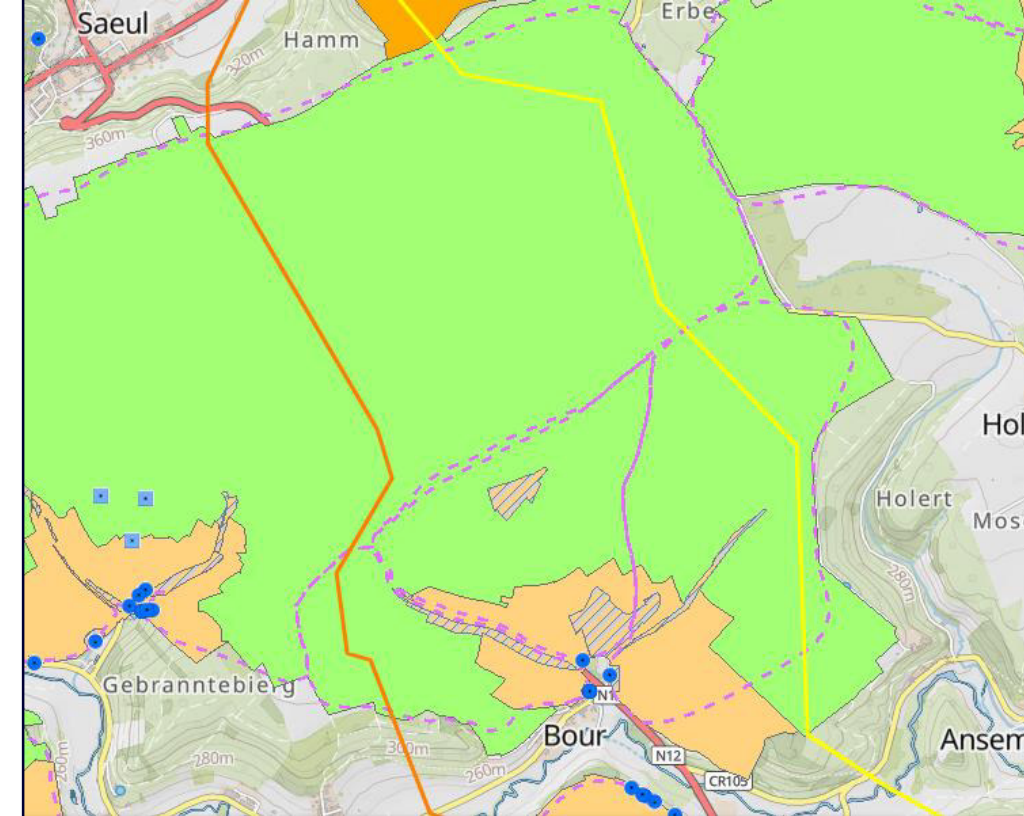 Saeul
Hamm
Erbe
320m
360m
Hol
Holert
Mos
280m
Gebranntebierg
N1
Bour
300m
280m
260m
260m
N12
CR105
Ansem